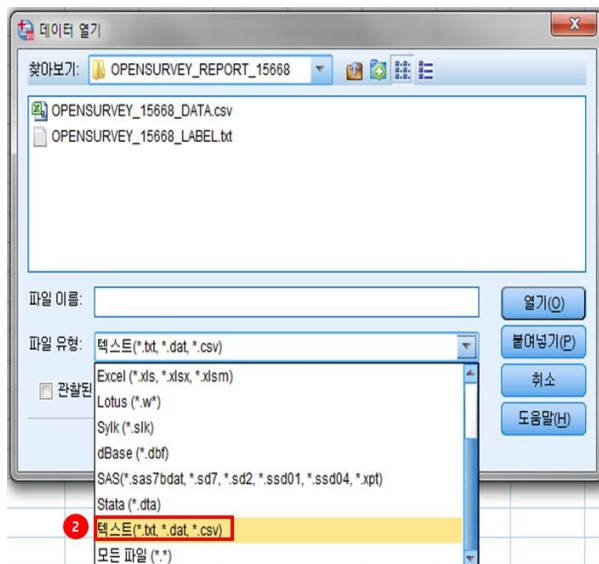 데이터 열기
찾아보기: OPENSURVEY_REPORT_15668
OPENSURVEY_15668_DATA.csv
OPENSURVEY_15668_LABEL.txt
파일 이름:
열기(O)
파일 유형: 텍스트(*.txt, *.dat, *.csv)
붙여넣기(P)
Excel (*.xls, *.xlsx, *.xlsm)
관찰된
취소
Lotus (*.w*)
Sylk (*.slk)
도움말(H)
dBase (*.dbf)
SAS(*.sas7bdat, *.sd7, *.sd2, *.ssd01, *.ssd04, *.xpt)
Stata (*.dta)
2 텍스트(*.txt, *.dat, *.csv)
모든 파일 (*.*)